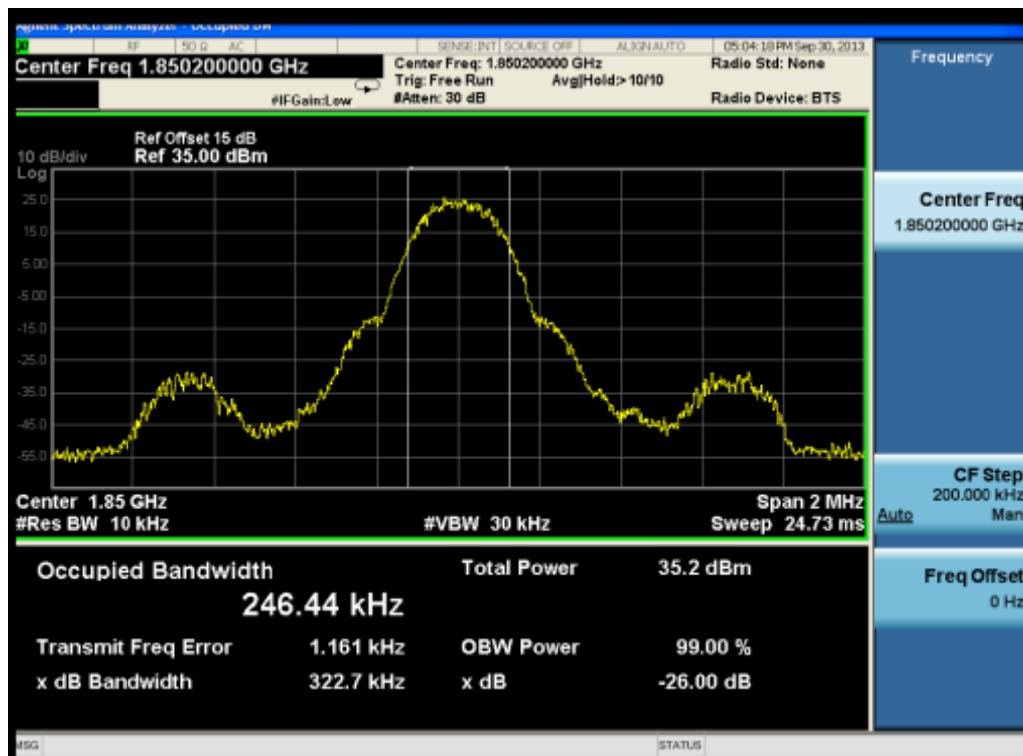 Agilent Spectrum Analyzer - Occupied BW
RF 50 Ω AC SENSE:INT SOURCE OFF ALIGN AUTO 05:04:18 PM Sep 30, 2013
Center Freq 1.850200000 GHz
Center Freq: 1.850200000 GHz
Radio Std: None
Trig: Free Run Avg|Hold:> 10/10
#IFGain:Low
#Atten: 30 dB
Radio Device: BTS
Ref Offset 15 dB
10 dB/div Ref 35.00 dBm
Log
25.0
15.0
5.00
-5.00
-15.0
-25.0
-35.0
-45.0
-55.0
Center 1.85 GHz Span 2 MHz
#Res BW 10 kHz #VBW 30 kHz Sweep 24.73 ms
Occupied Bandwidth Total Power 35.2 dBm
246.44 kHz
Transmit Freq Error 1.161 kHz OBW Power 99.00 %
x dB Bandwidth 322.7 kHz x dB -26.00 dB
MSG STATUS
Frequency
Center Freq
1.850200000 GHz
CF Step
200.000 kHz
Auto Man
Freq Offset
0 Hz